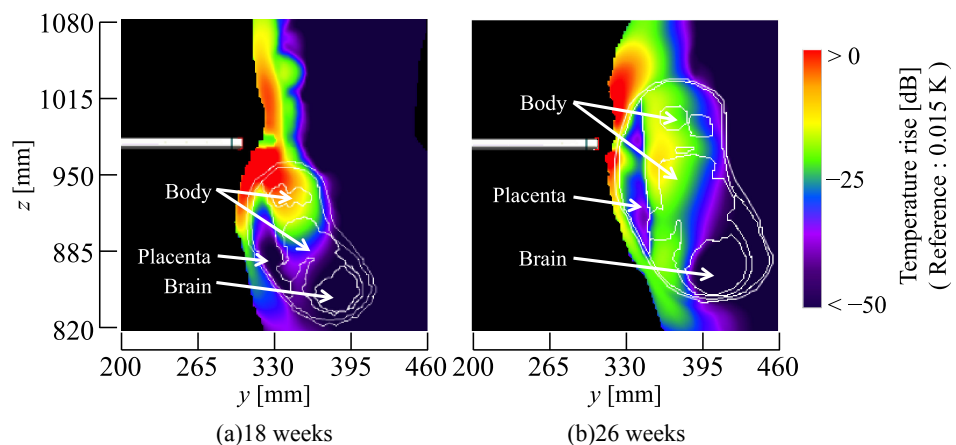 1080
1015
950
885
820
z [mm]
Body
Placenta
Brain
200 330 395 460
y [mm]
(a)18 weeks
Body
Placenta
Brain
200 330 395 460
y [mm]
(b)26 weeks
> 0
−25
< −50
Temperature rise [dB]
( Reference : 0.015 K )